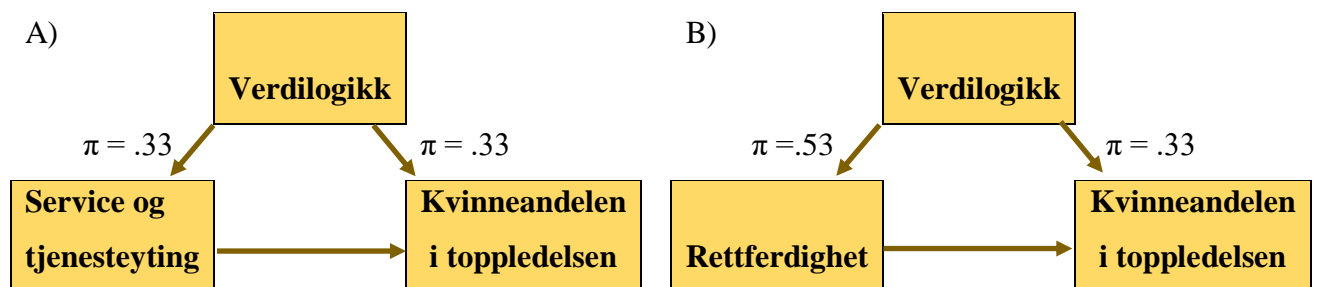 A)
Verdilogikk
π = .33
π = .33
Service og
tjenesteyting
Kvinneandelen
i toppledelsen
B)
Verdilogikk
π =.53
π = .33
Rettferdighet
Kvinneandelen
i toppledelsen